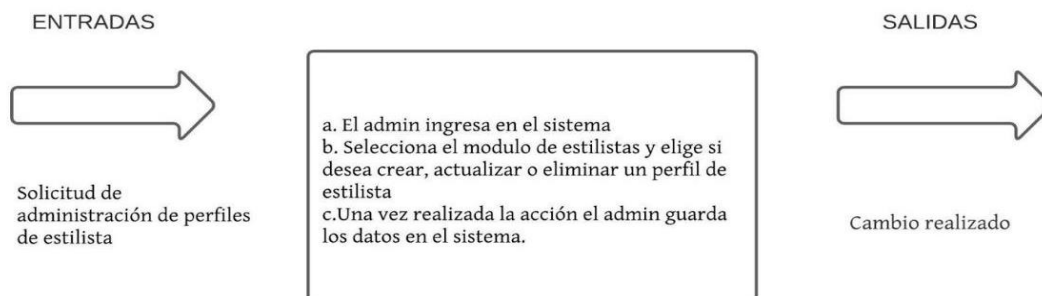 ENTRADAS
SALIDAS
a. El admin ingresa en el sistema
b. Selecciona el modulo de estilistas y elige si
desea crear, actualizar o eliminar un perfil de
estilista
c.Una vez realizada la acción el admin guarda
los datos en el sistema.
Solicitud de
administración de perfiles
de estilista
Cambio realizado